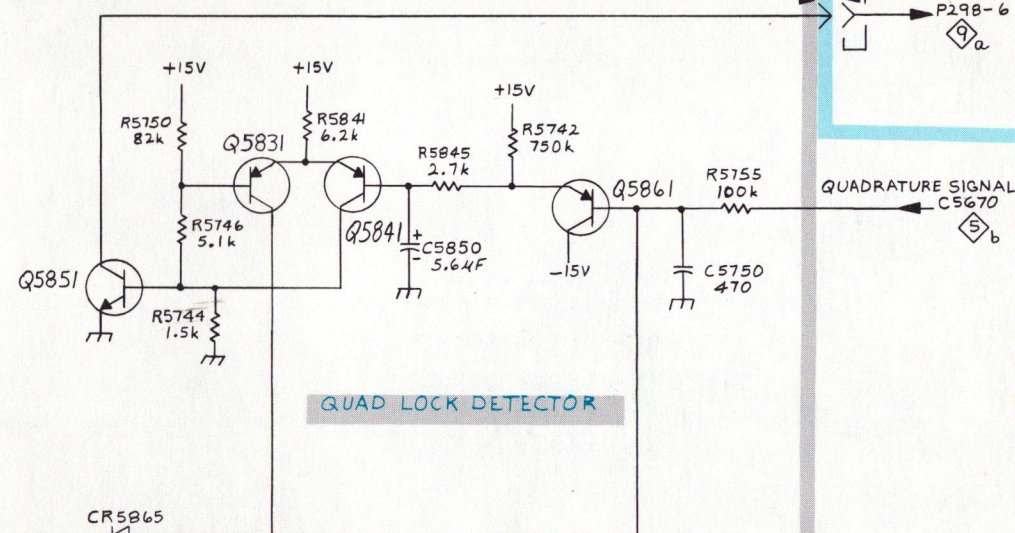 P298-6
9 a
+15V
+15V
+15V
R5750
82k
Q5831
R5841
6.2k
R5742
750k
R5845
2.7k
Q5861
R5755
100k
QUADRATURE SIGNAL
C5670
5 b
R5746
5.1k
Q5841
+
-
C5850
5.6µF
-15V
C5750
470
Q5851
R5744
1.5k
QUAD LOCK DETECTOR
CR5865